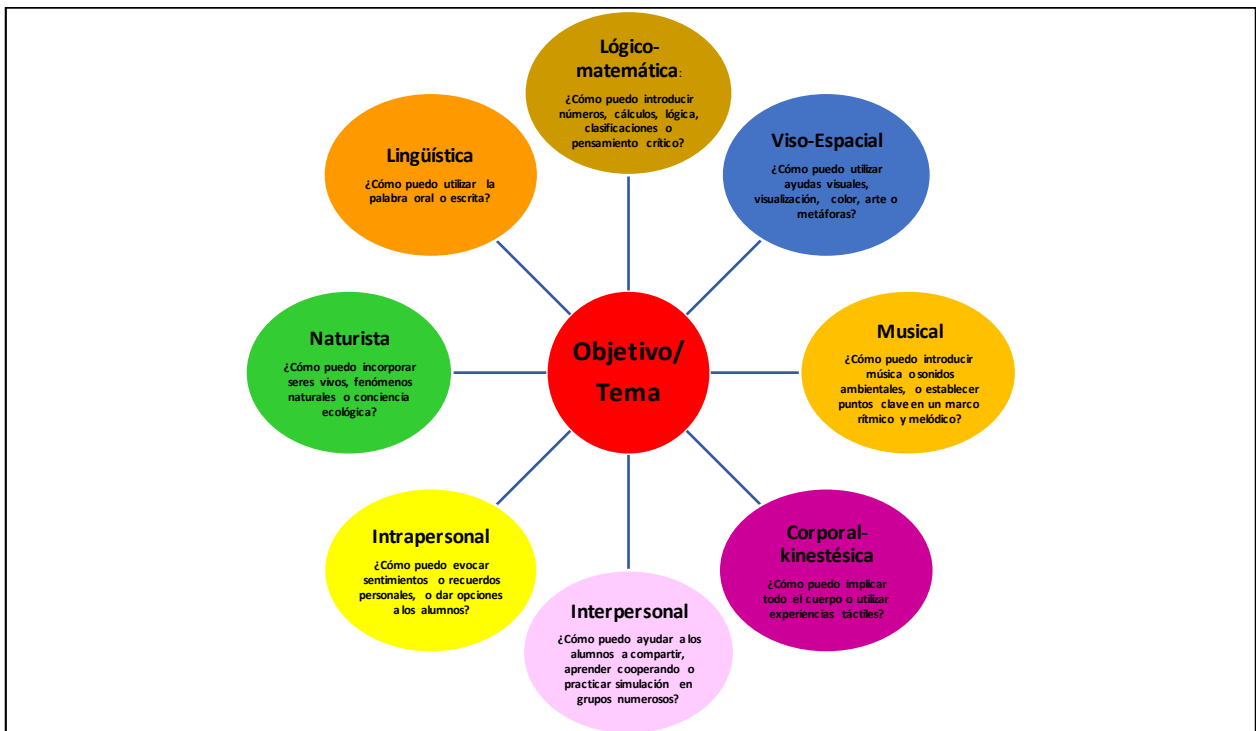 Lógico-
matemática:
¿Cómo puedo introducir
números, cálculos, lógica,
clasificaciones o
pensamiento crítico?
Viso-Espacial
¿Cómo puedo utilizar
ayudas visuales,
visualización, color, arte o
metáforas?
Musical
¿Cómo puedo introducir
música o sonidos
ambientales, o establecer
puntos clave en un marco
rítmico y melódico?
Corporal-
kinestésica
¿Cómo puedo implicar
todo el cuerpo o utilizar
experiencias táctiles?
Interpersonal
¿Cómo puedo ayudar a los
alumnos a compartir,
aprender cooperando o
practicar simulación en
grupos numerosos?
Intrapersonal
¿Cómo puedo evocar
sentimientos o recuerdos
personales, o dar opciones
a los alumnos?
Naturista
¿Cómo puedo incorporar
seres vivos, fenómenos
naturales o conciencia
ecológica?
Lingüística
¿Cómo puedo utilizar la
palabra oral o escrita?
Objetivo/
Tema